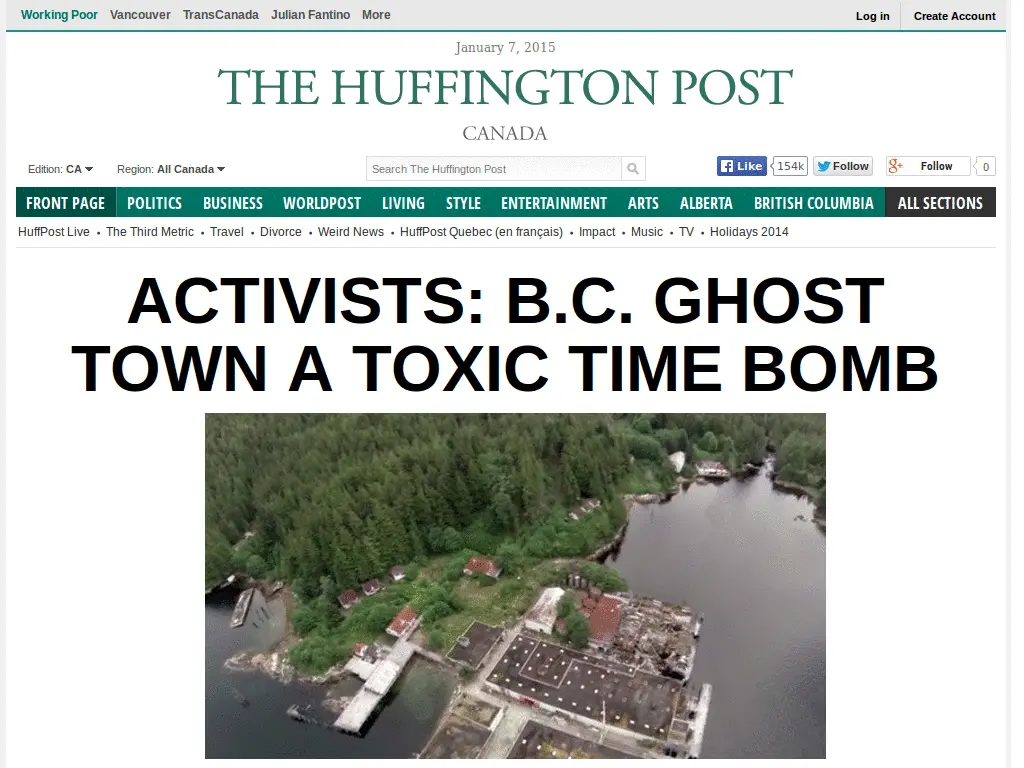 Working Poor Vancouver TransCanada Julian Fantino More Log in Create Account
January 7, 2015
THE HUFFINGTON POST
CANADA
Edition: CA Region: All Canada Search The Huffington Post Like 154k Follow Follow 0
FRONT PAGE POLITICS BUSINESS WORLDPOST LIVING STYLE ENTERTAINMENT ARTS ALBERTA BRITISH COLUMBIA ALL SECTIONS
HuffPost Live • The Third Metric • Travel • Divorce • Weird News • HuffPost Quebec (en français) • Impact • Music • TV • Holidays 2014
ACTIVISTS: B.C. GHOST
TOWN A TOXIC TIME BOMB